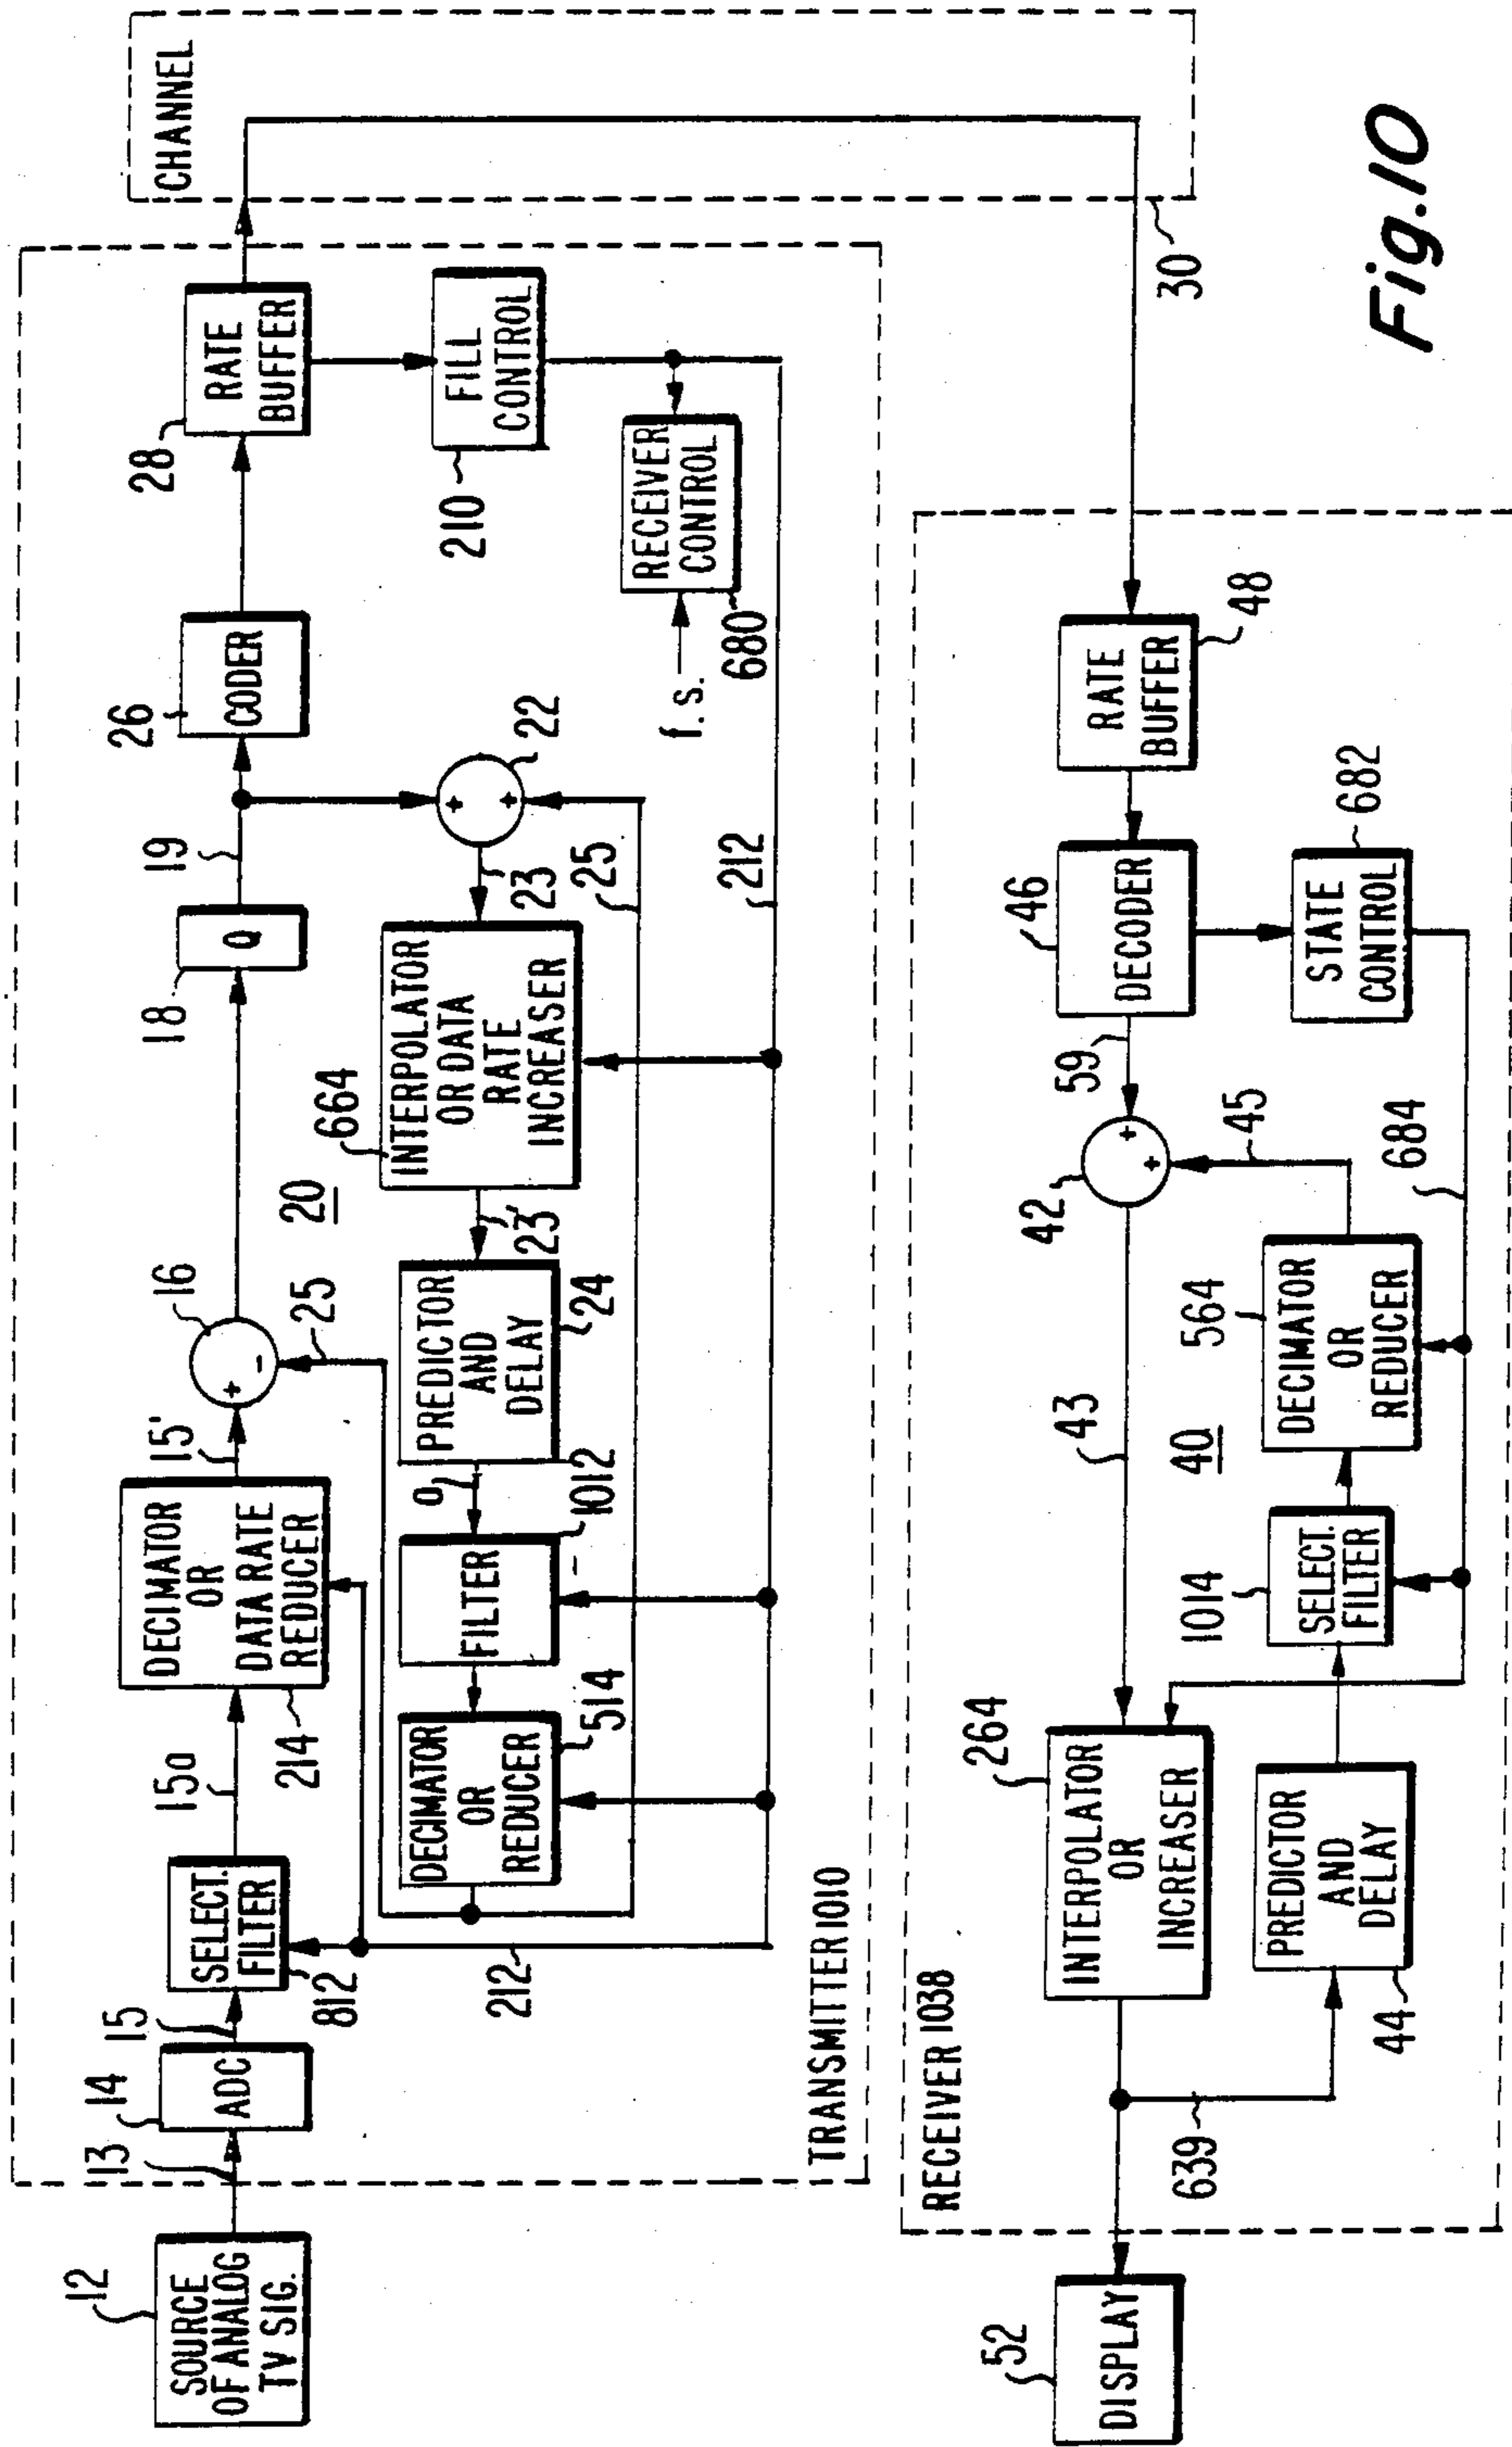 12
SOURCE
OF ANALOG
TV SIG.
13
14
ADC
15
SELECT.
FILTER
812
15a
DECIMATOR
OR
DATA RATE
REDUCER
214
15'
16
+
-
25
20
18
Q
19
26
CODER
28
RATE
BUFFER
CHANNEL
30
210
FILL
CONTROL
RECEIVER
CONTROL
680
f.s.
22
+
+
23
25
664
INTERPOLATOR
OR DATA
RATE
INCREASER
23'
PREDICTOR
AND
DELAY
24
a
FILTER
1012
DECIMATOR
OR
REDUCER
514
212
212
TRANSMITTER 1010
RECEIVER 1038
RATE
BUFFER
48
46
DECODER
STATE
CONTROL
682
59
42
+
+
45
684
43
40
564
DECIMATOR
OR
REDUCER
1014
SELECT.
FILTER
264
INTERPOLATOR
OR
INCREASER
PREDICTOR
AND
DELAY
44
639
52
DISPLAY
Fig.10